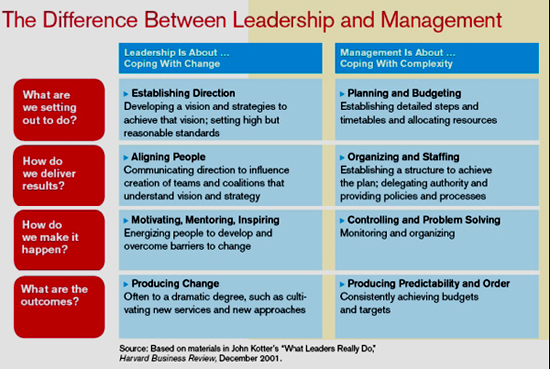 The Difference Between Leadership and Management
Leadership Is About ...
Coping With Change
Management Is About ...
Coping With Complexity
What are
we setting
out to do?
▸ Establishing Direction
Developing a vision and strategies to
achieve that vision; setting high but
reasonable standards
▸ Planning and Budgeting
Establishing detailed steps and
timetables and allocating resources
How do
we deliver
results?
▸ Aligning People
Communicating direction to influence
creation of teams and coalitions that
understand vision and strategy
▸ Organizing and Staffing
Establishing a structure to achieve
the plan; delegating authority and
providing policies and processes
How do
we make it
happen?
▸ Motivating, Mentoring, Inspiring
Energizing people to develop and
overcome barriers to change
▸ Controlling and Problem Solving
Monitoring and organizing
What are the
outcomes?
▸ Producing Change
Often to a dramatic degree, such as culti-
vating new services and new approaches
▸ Producing Predictability and Order
Consistently achieving budgets
and targets
Source: Based on materials in John Kotter's "What Leaders Really Do,"
Harvard Business Review, December 2001.